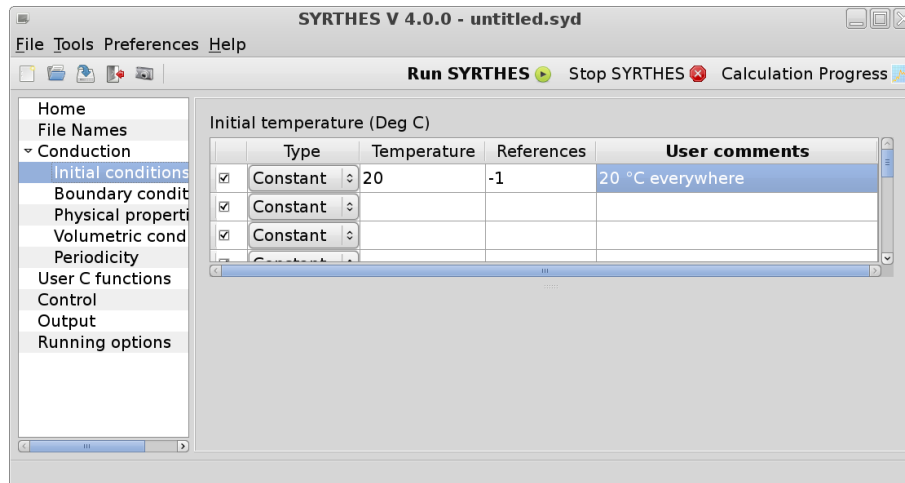 SYRTHES V 4.0.0 - untitled.syd
File Tools Preferences Help
Run SYRTHES Stop SYRTHES Calculation Progress
Home
File Names
Conduction
Initial conditions
Boundary condit
Physical properti
Volumetric cond
Periodicity
User C functions
Control
Output
Running options
Initial temperature (Deg C)
Type Temperature References User comments
Constant 20 -1 20 °C everywhere
Constant
Constant
Constant